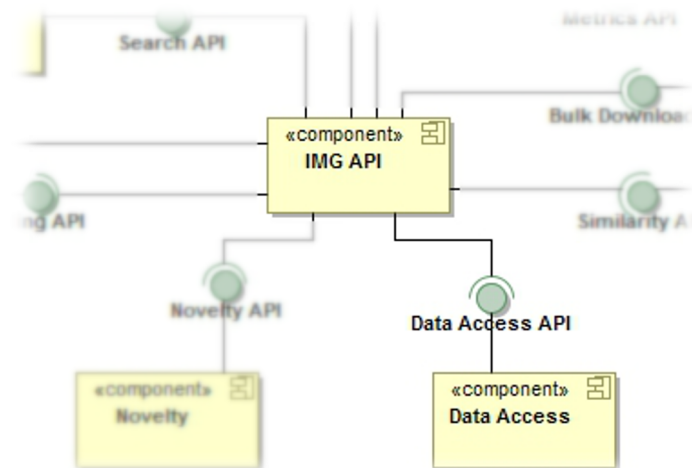 Metrics API
Search API
Bulk Downloa
«component»
IMG API
ng API
Similarity A
Novelty API
Data Access API
«component»
Novelty
«component»
Data Access